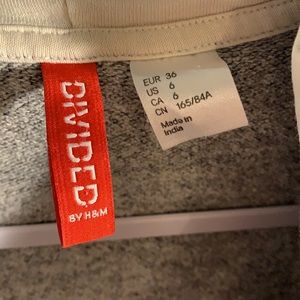 DIVIDED
BY H&M
EUR 36
US 6
CA 6
CN 165/84A
Made in
India